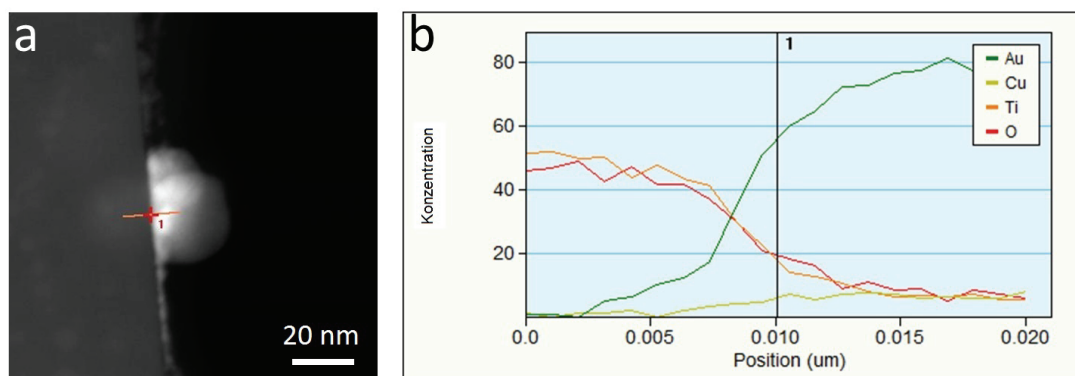 a
1
20 nm
b
80
60
40
20
Konzentration
1
Au
Cu
Ti
O
0.0
0.005
0.010
0.015
0.020
Position (um)